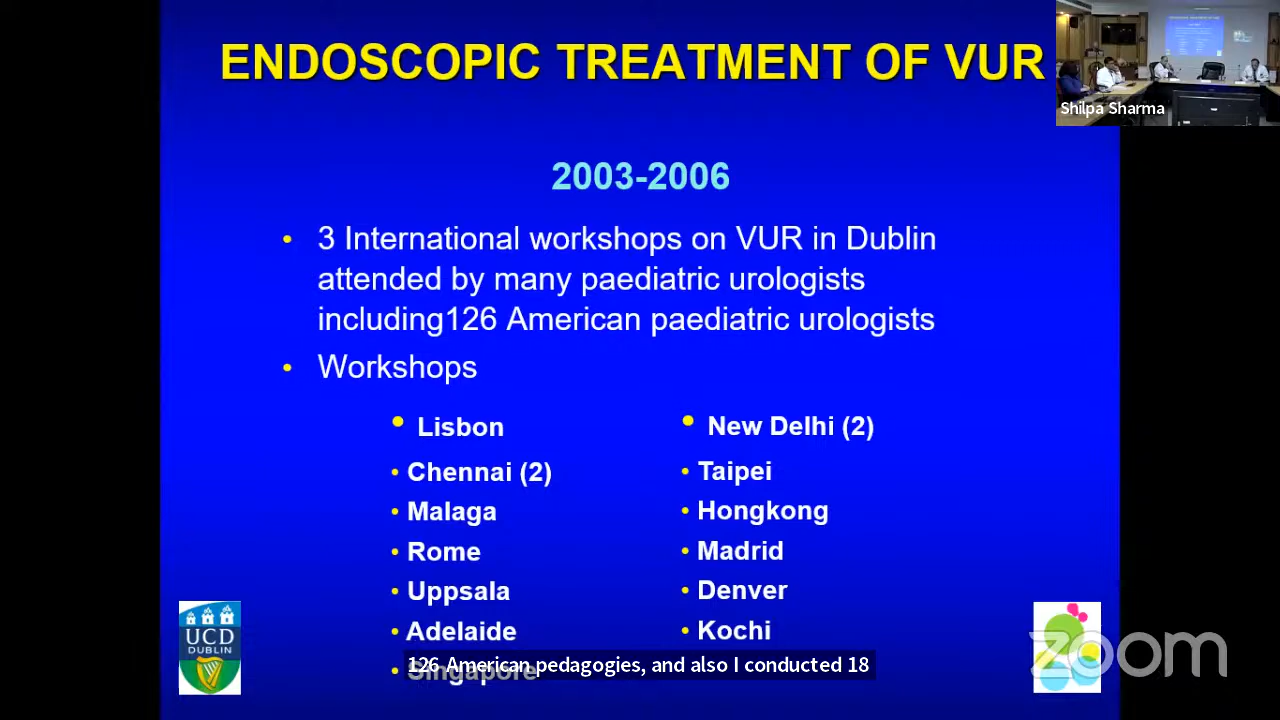 ENDOSCOPIC TREATMENT OF VUR
Shilpa Sharma
2003-2006
• 3 International workshops on VUR in Dublin
attended by many paediatric urologists
including126 American paediatric urologists
• Workshops
• Lisbon
• Chennai (2)
• Malaga
• Rome
• Uppsala
• Adelaide
• Singapore
• New Delhi (2)
• Taipei
• Hongkong
• Madrid
• Denver
• Kochi
126 American pedagogies, and also I conducted 18
UCD
DUBLIN
zoom